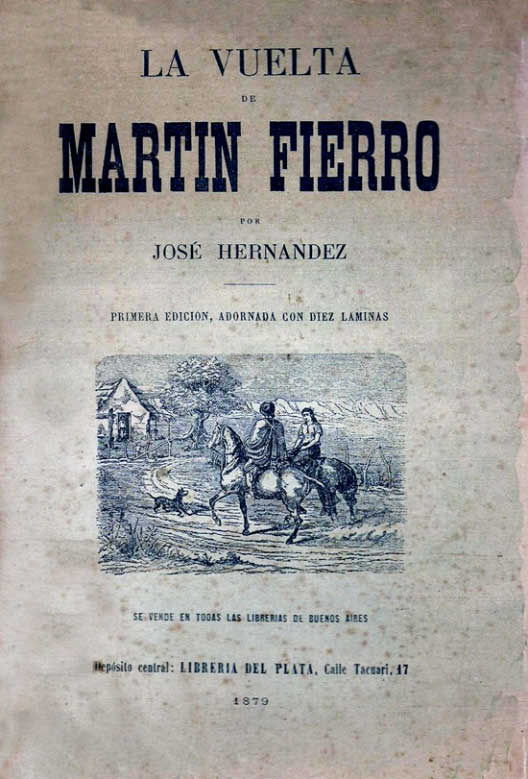 LA VUELTA
DE
MARTIN FIERRO
POR
JOSÉ HERNANDEZ
PRIMERA EDICION, ADORNADA CON DIEZ LAMINAS
SE VENDE EN TODAS LAS LIBRERIAS DE BUENOS AIRES
Depósito central: LIBRERIA DEL PLATA, Calle Tacuari, 17
1879